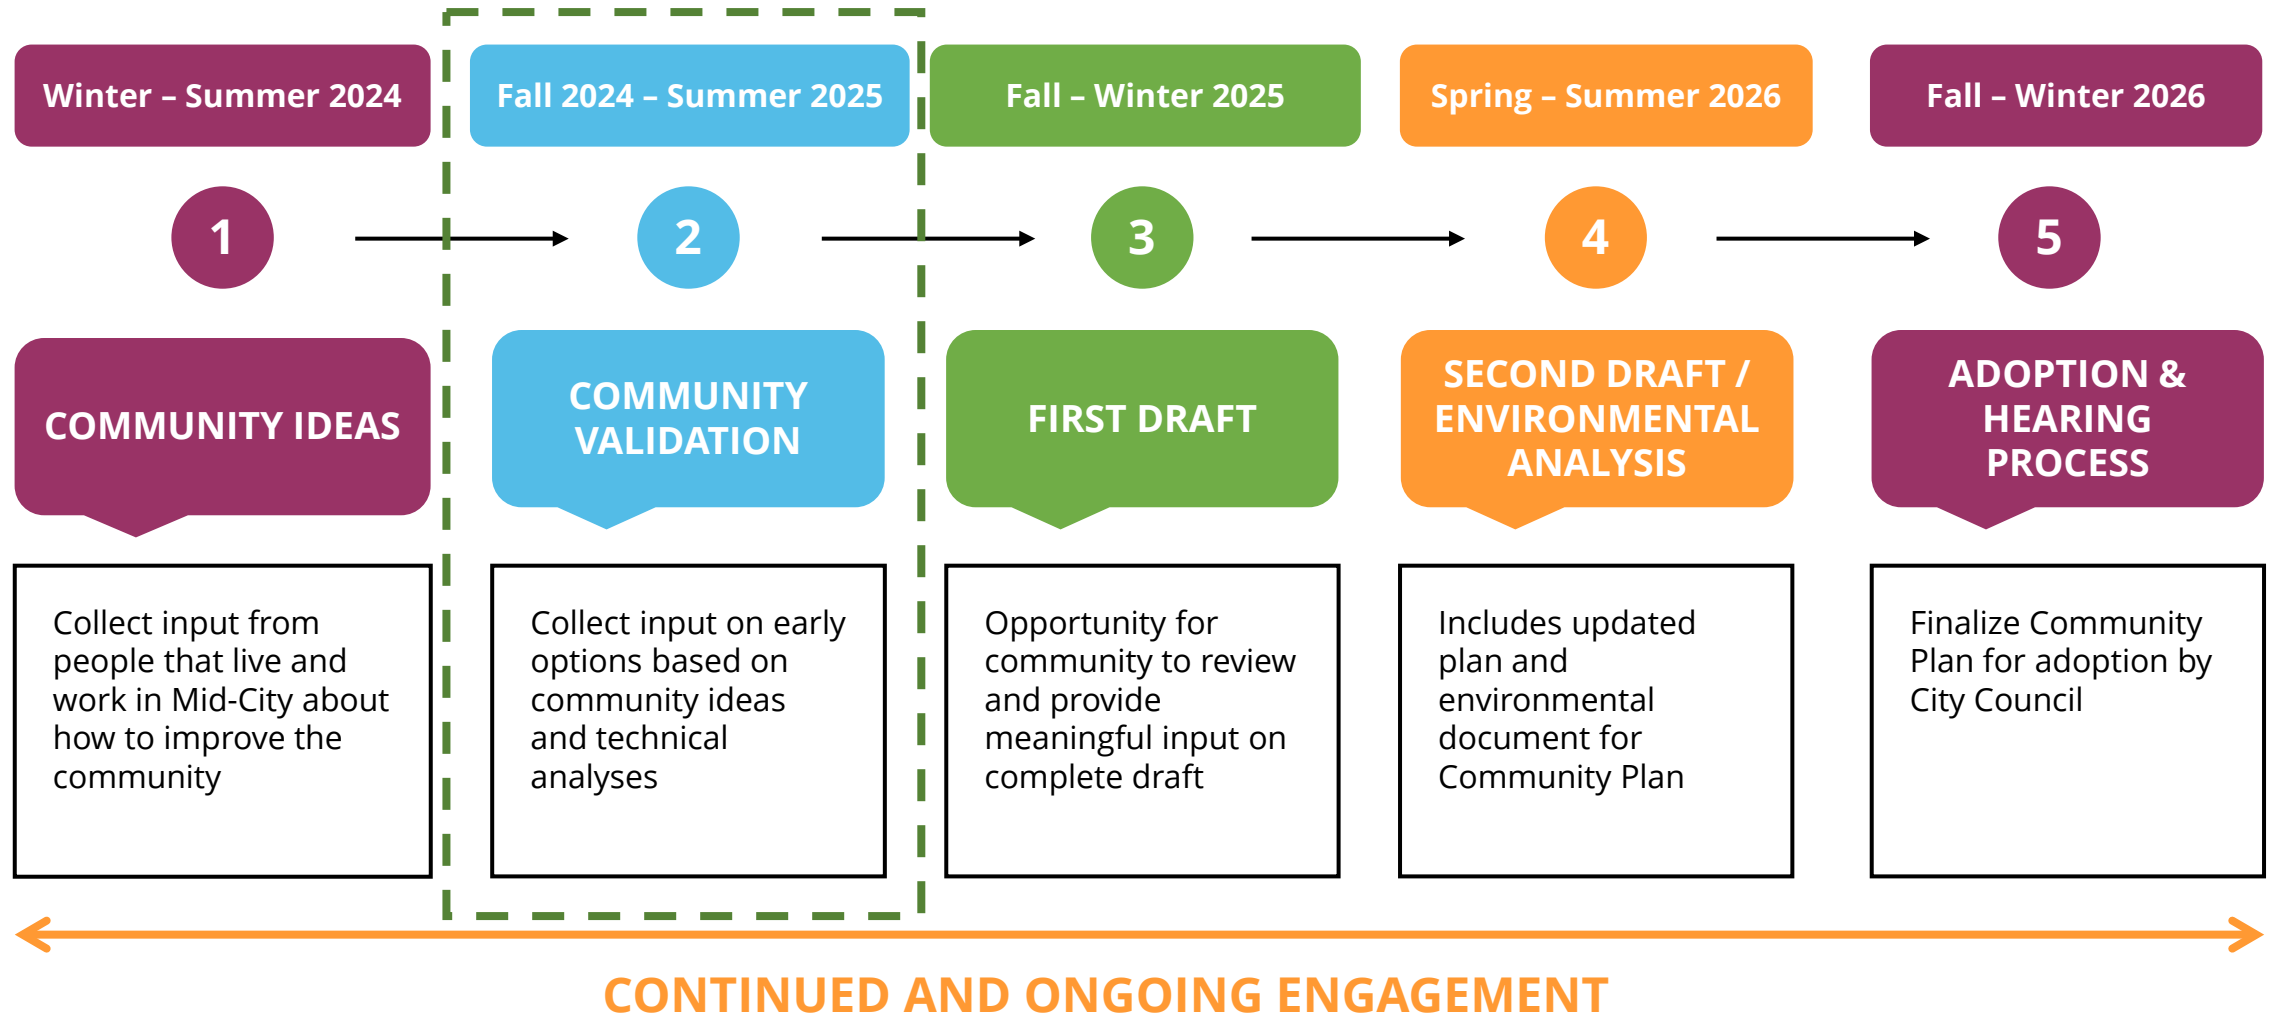 Winter – Summer 2024
Fall 2024 – Summer 2025
Fall – Winter 2025
Spring – Summer 2026
Fall – Winter 2026
1
2
3
4
5
COMMUNITY IDEAS
COMMUNITY
VALIDATION
FIRST DRAFT
SECOND DRAFT /
ENVIRONMENTAL
ANALYSIS
ADOPTION &
HEARING
PROCESS
Collect input from
people that live and
work in Mid-City about
how to improve the
community
Collect input on early
options based on
community ideas
and technical
analyses
Opportunity for
community to review
and provide
meaningful input on
complete draft
Includes updated
plan and
environmental
document for
Community Plan
Finalize Community
Plan for adoption by
City Council
CONTINUED AND ONGOING ENGAGEMENT